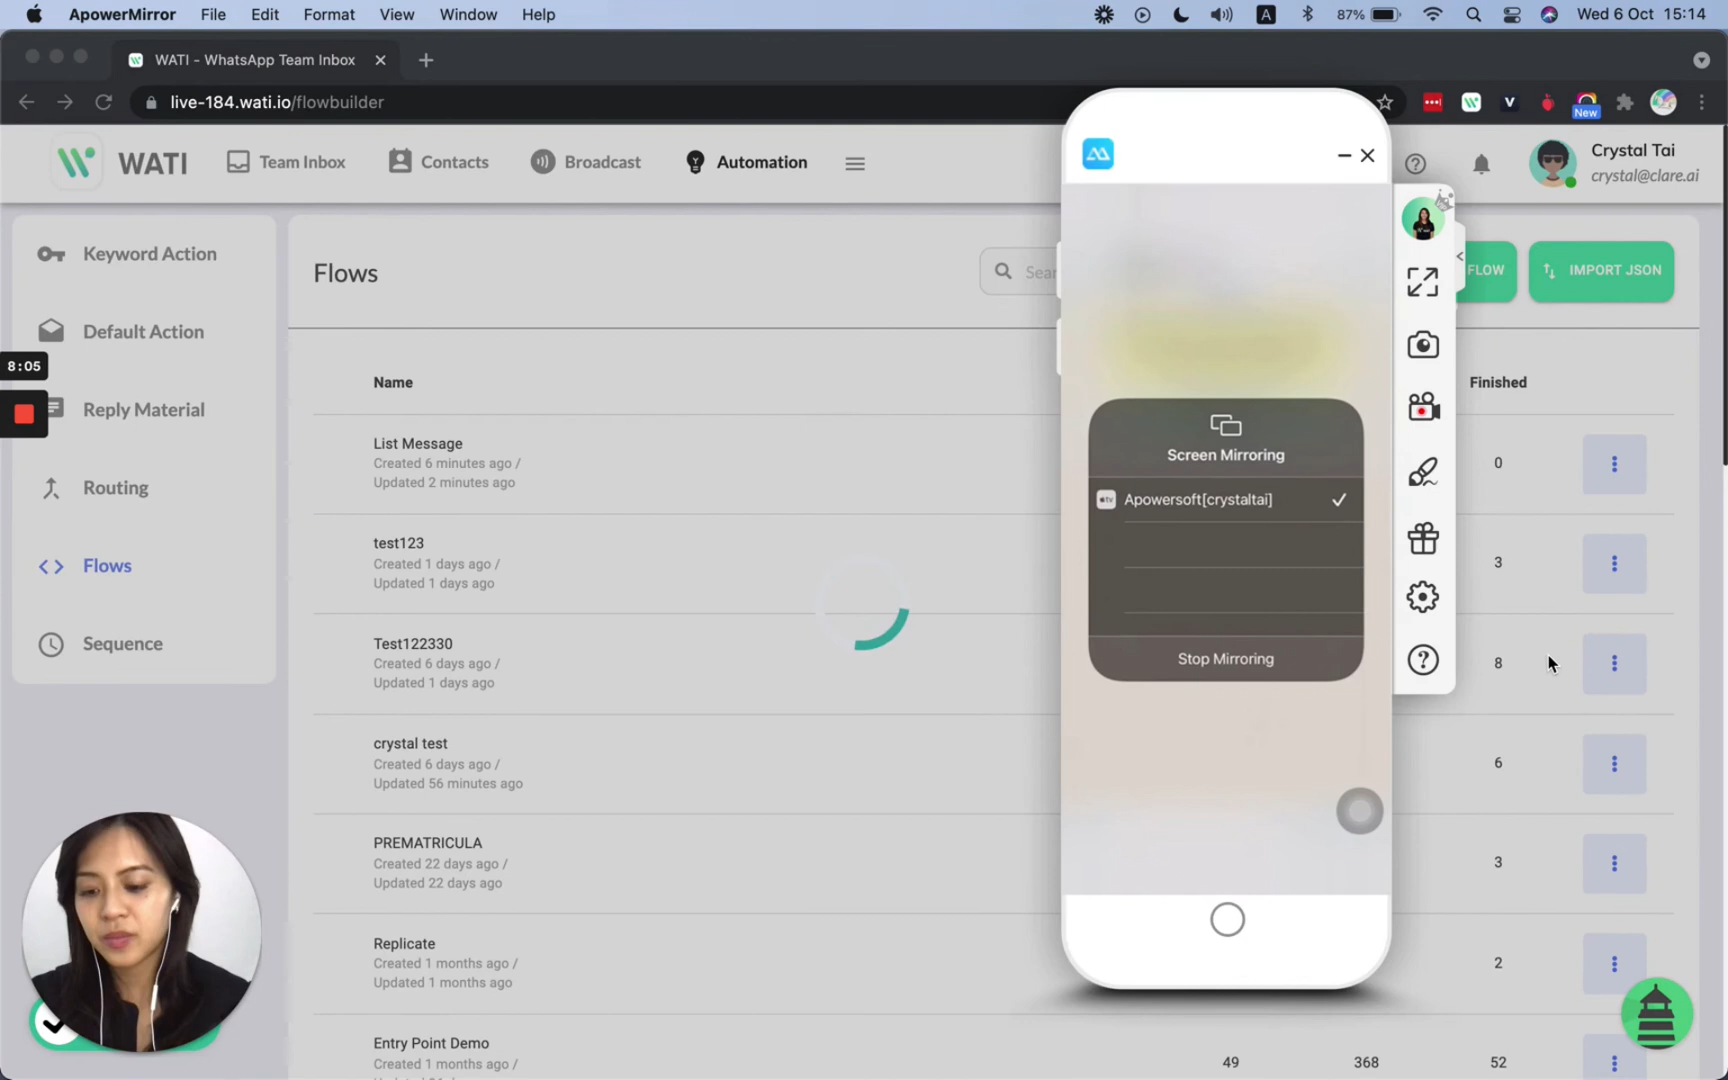 ApowerMirror File Edit Format View Window Help
A 87% Wed 6 Oct 15:14
WATI - WhatsApp Team Inbox
live-184.wati.io/flowbuilder
V
New
WATI Team Inbox Contacts Broadcast Automation
Crystal Tai
crystal@clare.ai
Keyword Action
Default Action
8:05
Reply Material
Routing
Flows
Sequence
Flows
FLOW
IMPORT JSON
Name
Finished
List Message
Created 6 minutes ago /
Updated 2 minutes ago
0
test123
Created 1 days ago /
Updated 1 days ago
3
Test122330
Created 6 days ago /
Updated 1 days ago
8
crystal test
Created 6 days ago /
Updated 56 minutes ago
6
PREMATRICULA
Created 22 days ago /
Updated 22 days ago
3
Replicate
Created 1 months ago /
Updated 1 months ago
2
Entry Point Demo
Created 1 months ago /
49 368 52
Screen Mirroring
tv Apowersoft[crystaltai]
Stop Mirroring